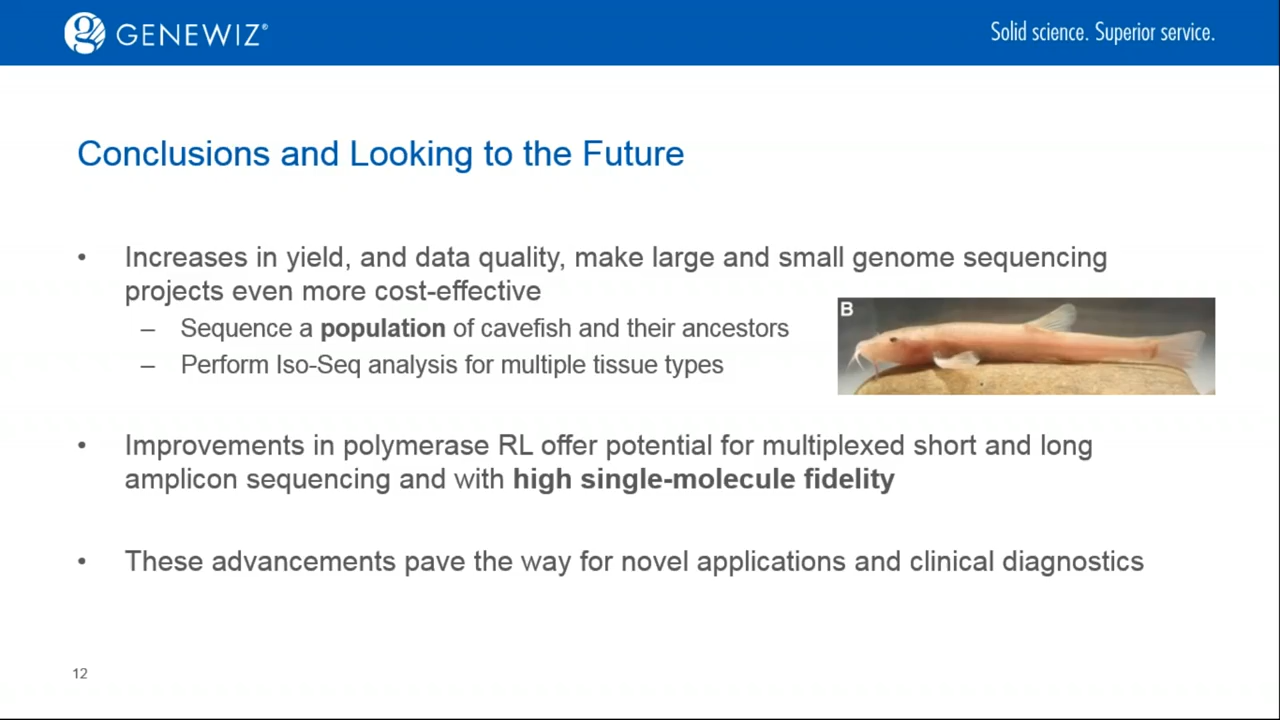 GENEWIZ®
Solid science. Superior service.
Conclusions and Looking to the Future
• Increases in yield, and data quality, make large and small genome sequencing
projects even more cost-effective
– Sequence a population of cavefish and their ancestors
– Perform Iso-Seq analysis for multiple tissue types
B
• Improvements in polymerase RL offer potential for multiplexed short and long
amplicon sequencing and with high single-molecule fidelity
• These advancements pave the way for novel applications and clinical diagnostics
12